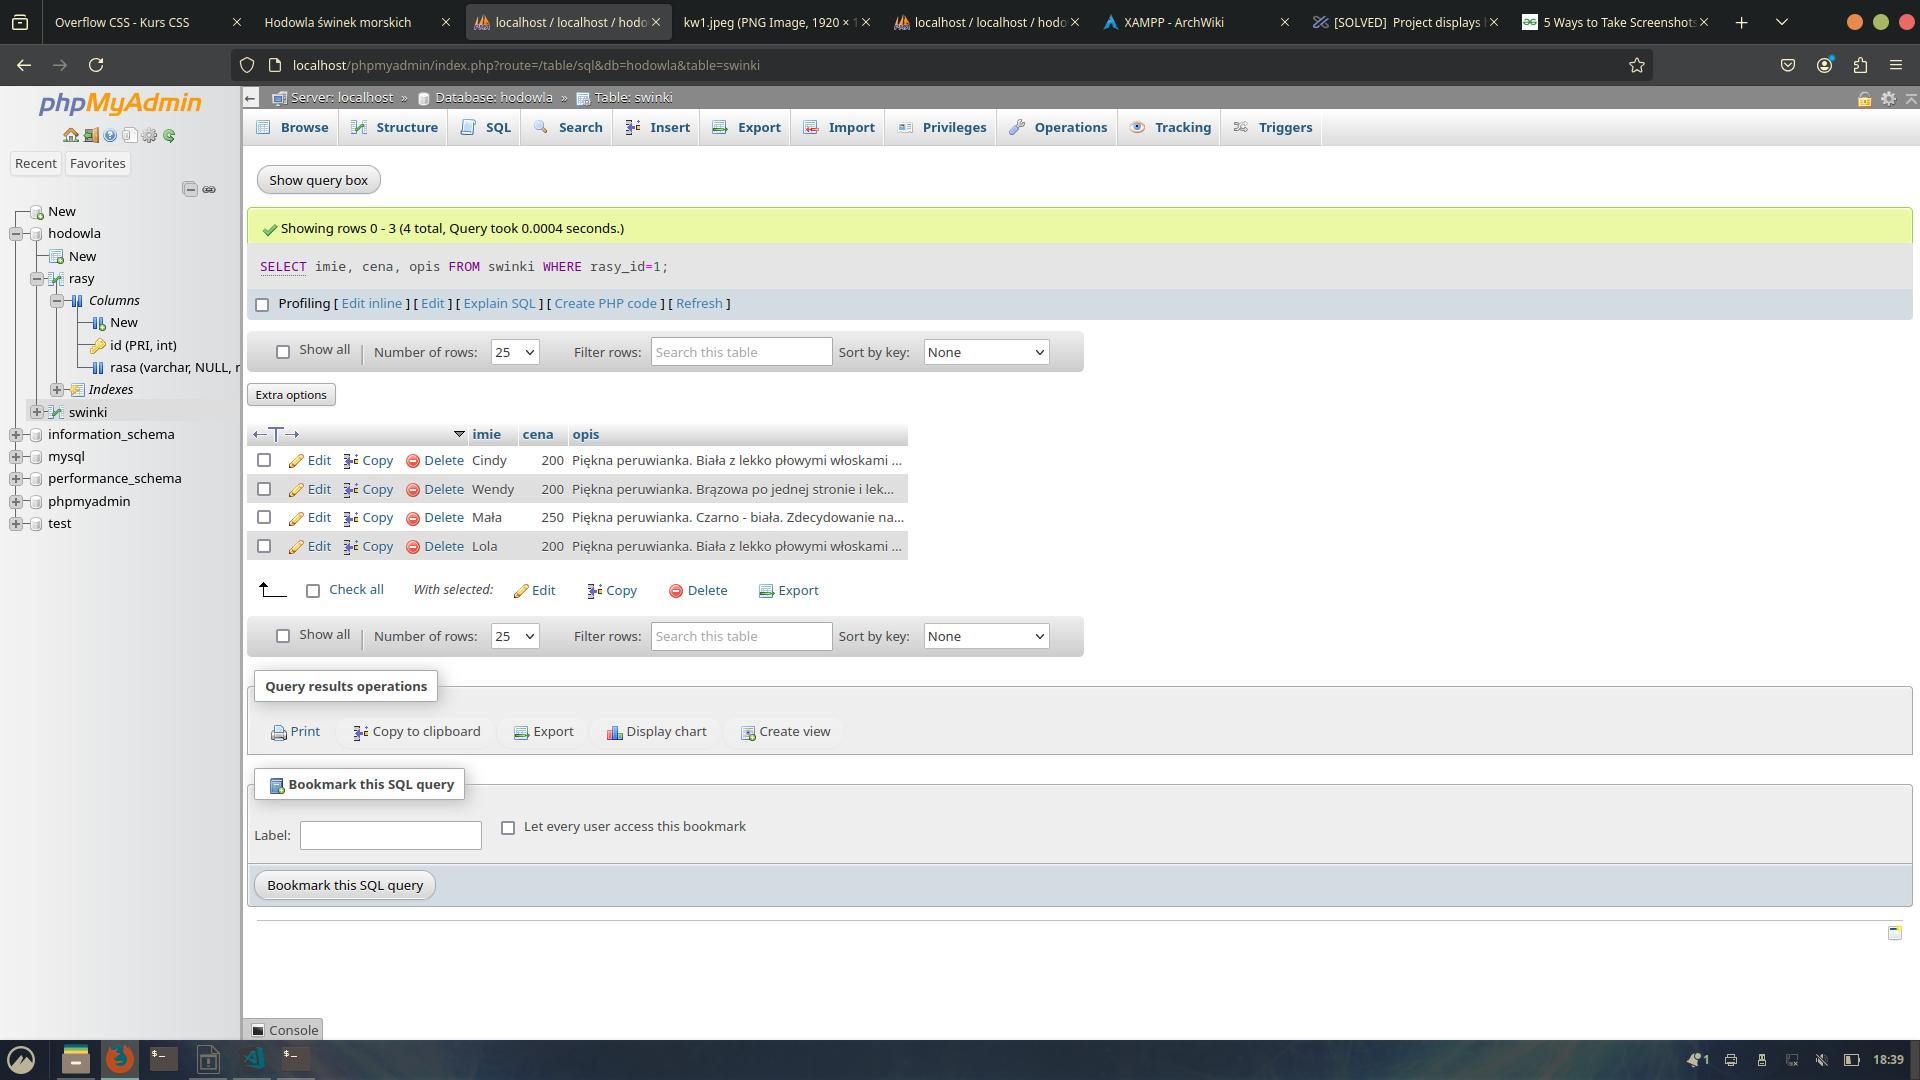 Overflow CSS - Kurs CSS
Hodowla świnek morskich
localhost / localhost / hodo
kw1.jpeg (PNG Image, 1920 × 1
localhost / localhost / hodo
XAMPP - ArchWiki
[SOLVED] Project displays
5 Ways to Take Screenshots
localhost/phpmyadmin/index.php?route=/table/sql&db=hodowla&table=swinki
phpMyAdmin
Recent
Favorites
New
hodowla
New
rasy
Columns
New
id (PRI, int)
rasa (varchar, NULL, r
Indexes
swinki
information_schema
mysql
performance_schema
phpmyadmin
test
Server: localhost » Database: hodowla » Table: swinki
Browse Structure SQL Search Insert Export Import Privileges Operations Tracking Triggers
Show query box
Showing rows 0 - 3 (4 total, Query took 0.0004 seconds.)
SELECT imie, cena, opis FROM swinki WHERE rasy_id=1;
Profiling [ Edit inline ] [ Edit ] [ Explain SQL ] [ Create PHP code ] [ Refresh ]
Show all Number of rows: 25 Filter rows: Search this table Sort by key: None
Extra options
imie cena opis
Edit Copy Delete Cindy 200 Piękna peruwianka. Biała z lekko płowymi włoskami ...
Edit Copy Delete Wendy 200 Piękna peruwianka. Brązowa po jednej stronie i lek...
Edit Copy Delete Mała 250 Piękna peruwianka. Czarno - biała. Zdecydowanie na...
Edit Copy Delete Lola 200 Piękna peruwianka. Biała z lekko płowymi włoskami ...
Check all With selected: Edit Copy Delete Export
Show all Number of rows: 25 Filter rows: Search this table Sort by key: None
Query results operations
Print Copy to clipboard Export Display chart Create view
Bookmark this SQL query
Label: Let every user access this bookmark
Bookmark this SQL query
Console
1
18:39